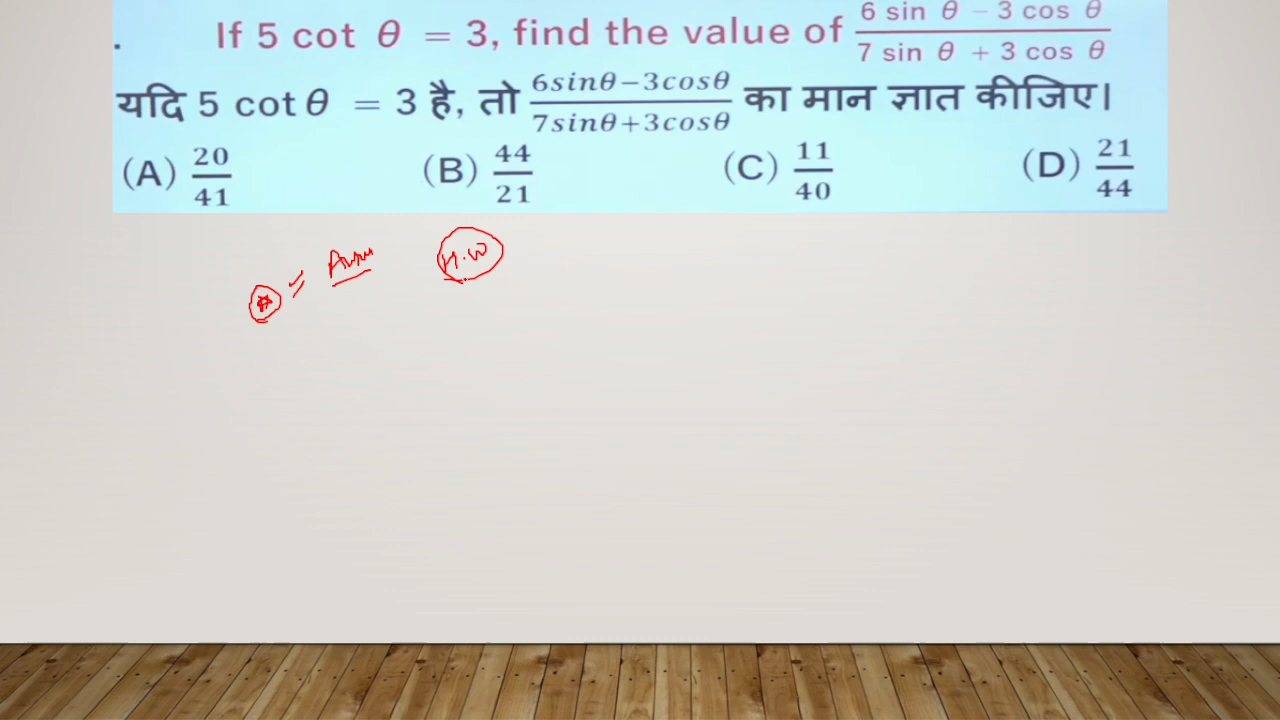 . If 5 cot θ = 3, find the value of (6 sin θ – 3 cos θ)/(7 sin θ + 3 cos θ)
यदि 5 cot θ = 3 है, तो (6sinθ−3cosθ)/(7sinθ+3cosθ) का मान ज्ञात कीजिए।
(A) 20/41 (B) 44/21 (C) 11/40 (D) 21/44
H.W